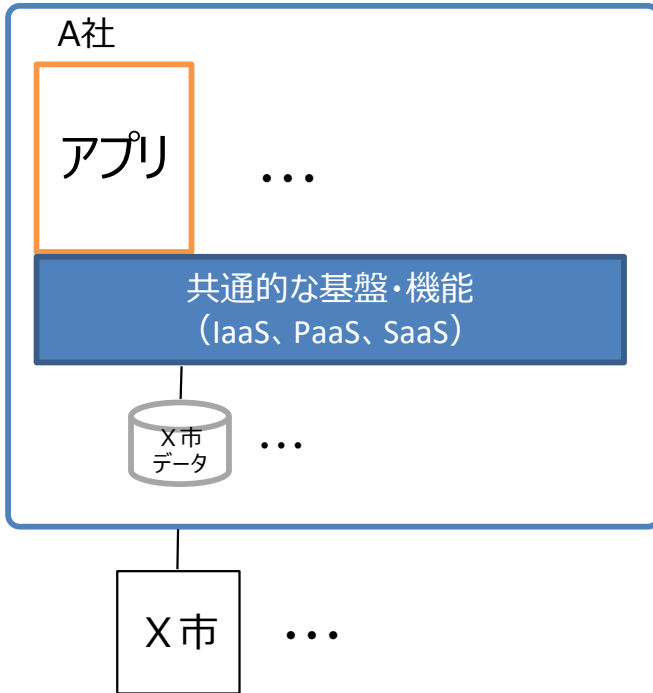 A社
アプリ
…
共通的な基盤・機能
（IaaS、PaaS、SaaS）
X市
データ
…
X市
…